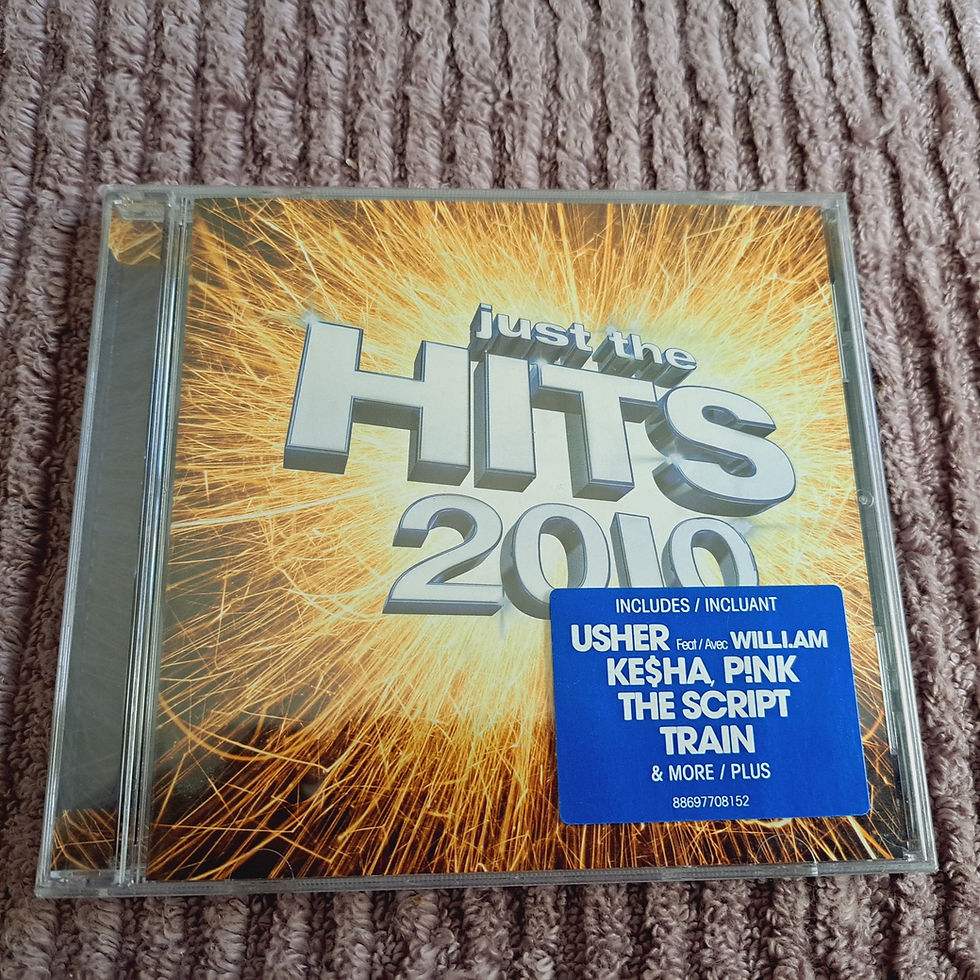 just the
HITS
2010
INCLUDES / INCLUANT
USHER Feat / Avec WILL.I.AM
KE$HA, P!NK
THE SCRIPT
TRAIN
& MORE / PLUS
88697708152